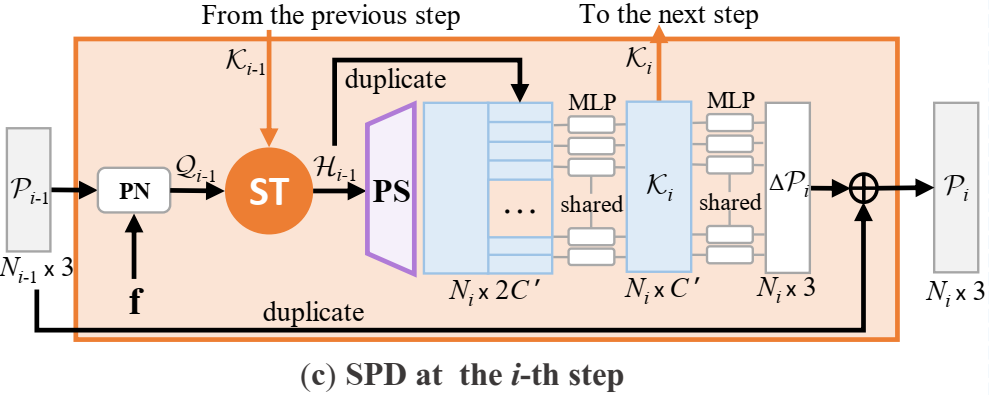 From the previous step
To the next step
𝒦i-1
duplicate
𝒦i
MLP
MLP
𝒫i-1
PN
𝒬i-1
ST
ℋi-1
PS
...
shared
𝒦i
shared
Δ𝒫i
𝒫i
Ni-1 x 3
f
Ni x 2C′
Ni x C′
Ni x 3
Ni x 3
duplicate
(c) SPD at the i-th step